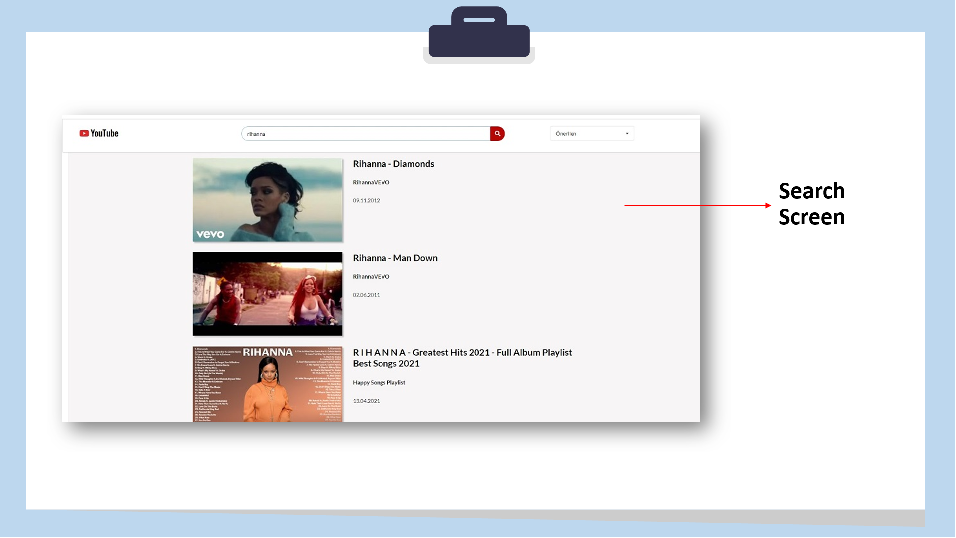 YouTube
rihanna
Önerilen
Rihanna - Diamonds
RihannaVEVO
09.11.2012
vevo
Rihanna - Man Down
RihannaVEVO
02.06.2011
R I H A N N A - Greatest Hits 2021 - Full Album Playlist
Best Songs 2021
Happy Songs Playlist
13.04.2021
RIHANNA
Search
Screen